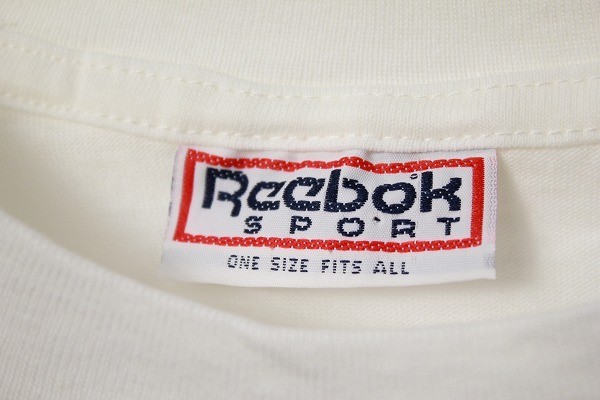 Reebok
SPORT
ONE SIZE FITS ALL